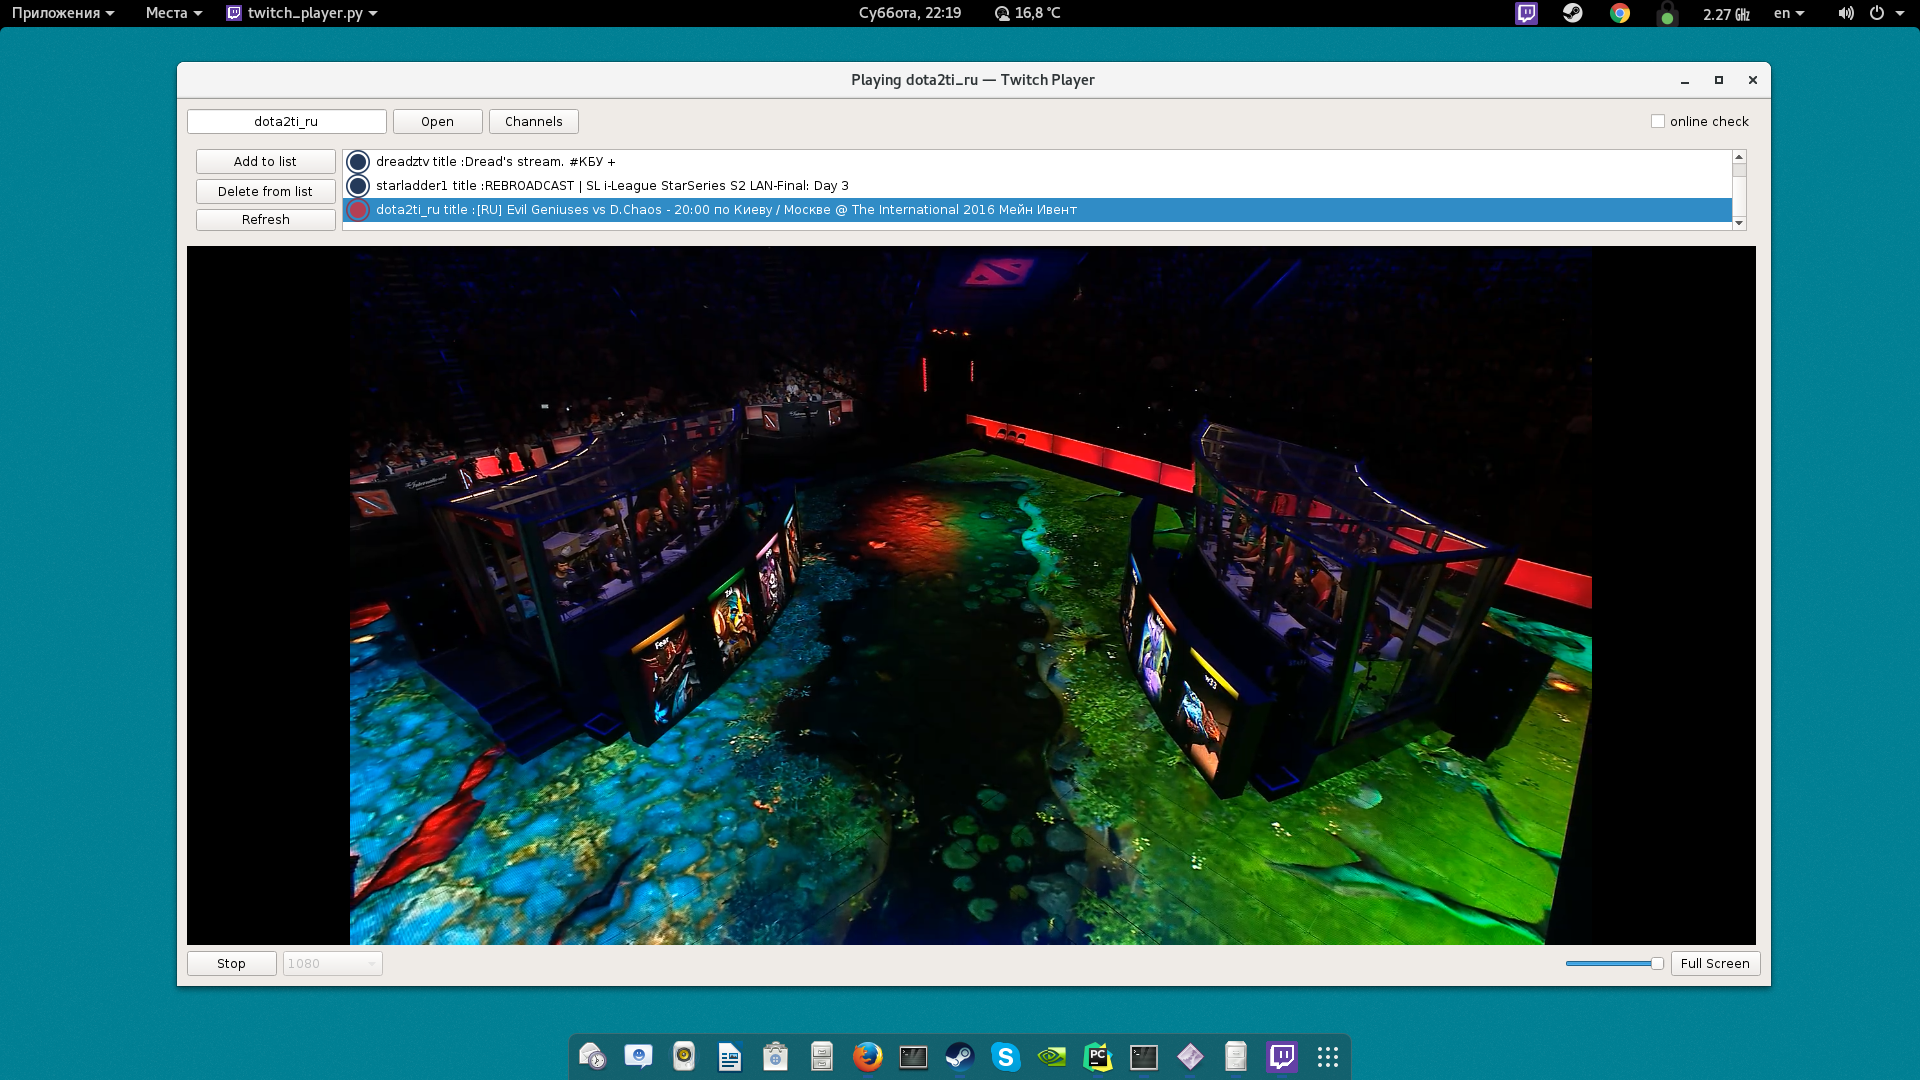 Приложения Места twitch_player.py Суббота, 22:19 16,8 °C 2.27 GHz en
Playing dota2ti_ru — Twitch Player
dota2ti_ru Open Channels online check
Add to list
Delete from list
Refresh
dreadztv title :Dread's stream. #КБУ +
starladder1 title :REBROADCAST | SL i-League StarSeries S2 LAN-Final: Day 3
dota2ti_ru title :[RU] Evil Geniuses vs D.Chaos - 20:00 по Киеву / Москве @ The International 2016 Мейн Ивент
Fear
w33
Stop 1080 Full Screen
PC